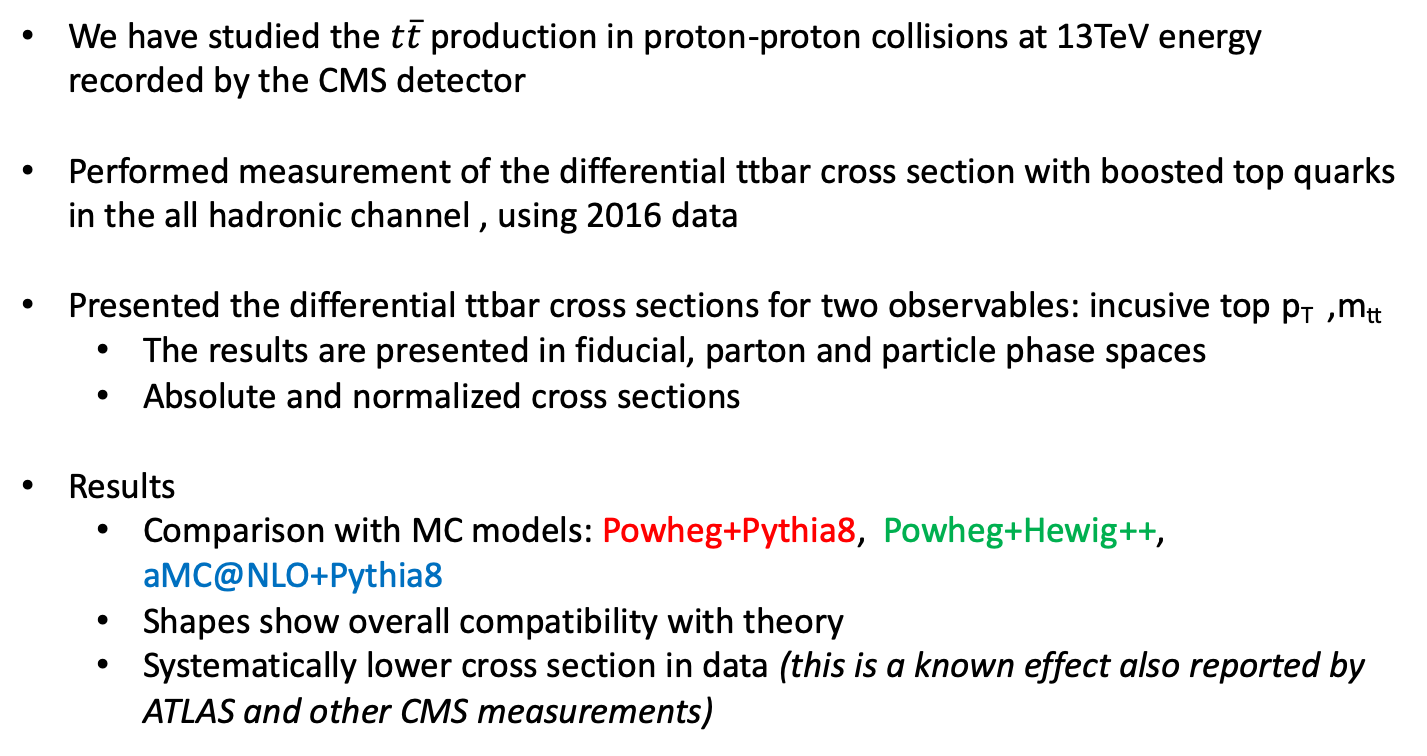 • We have studied the tt̄ production in proton-proton collisions at 13TeV energy
recorded by the CMS detector
• Performed measurement of the differential ttbar cross section with boosted top quarks
in the all hadronic channel , using 2016 data
• Presented the differential ttbar cross sections for two observables: incusive top pT ,mtt
• The results are presented in fiducial, parton and particle phase spaces
• Absolute and normalized cross sections
• Results
• Comparison with MC models: Powheg+Pythia8, Powheg+Hewig++,
aMC@NLO+Pythia8
• Shapes show overall compatibility with theory
• Systematically lower cross section in data (this is a known effect also reported by
ATLAS and other CMS measurements)